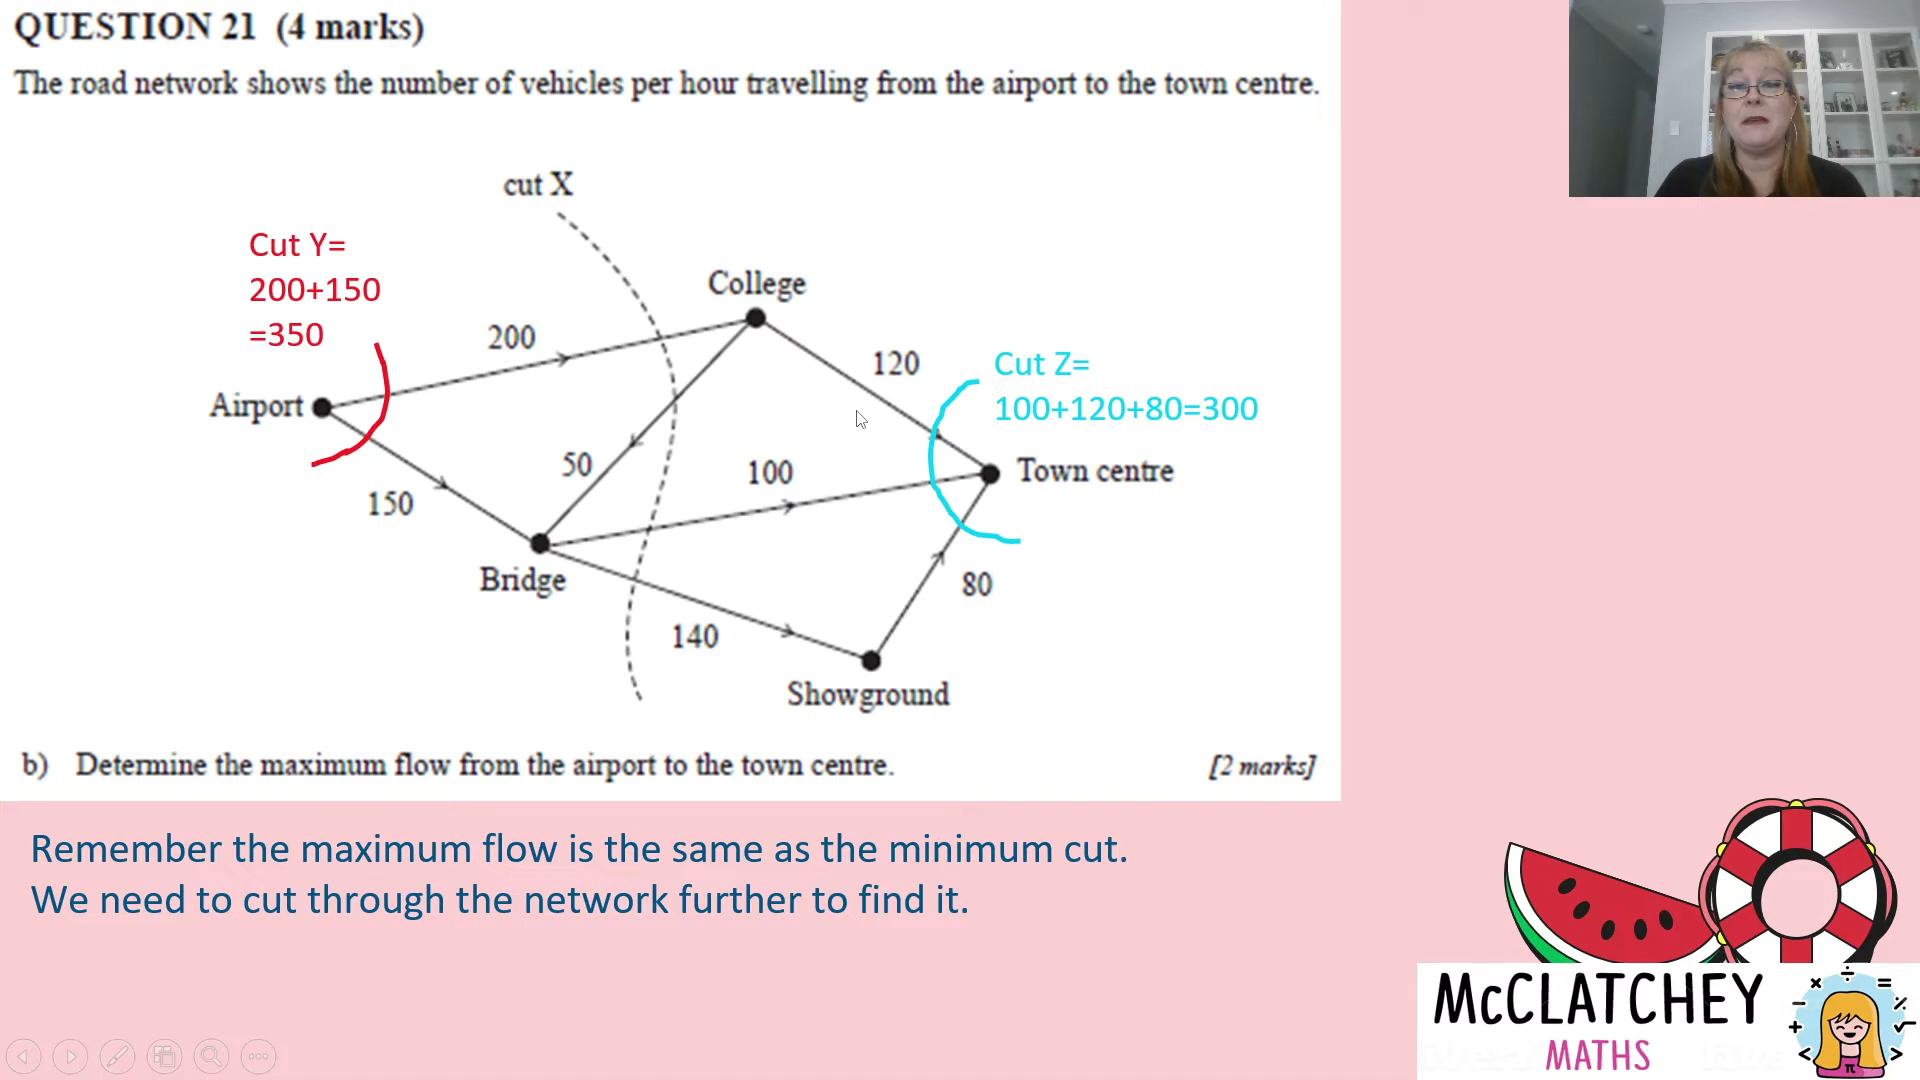 QUESTION 21 (4 marks)
The road network shows the number of vehicles per hour travelling from the airport to the town centre.
cut X
Cut Y=
200+150
=350
College
200
120
Cut Z=
100+120+80=300
Airport
50
100
Town centre
150
Bridge
80
140
Showground
b) Determine the maximum flow from the airport to the town centre. [2 marks]
Remember the maximum flow is the same as the minimum cut.
We need to cut through the network further to find it.
McCLATCHEY
MATHS
× ÷ =
− %
+ √
< π >